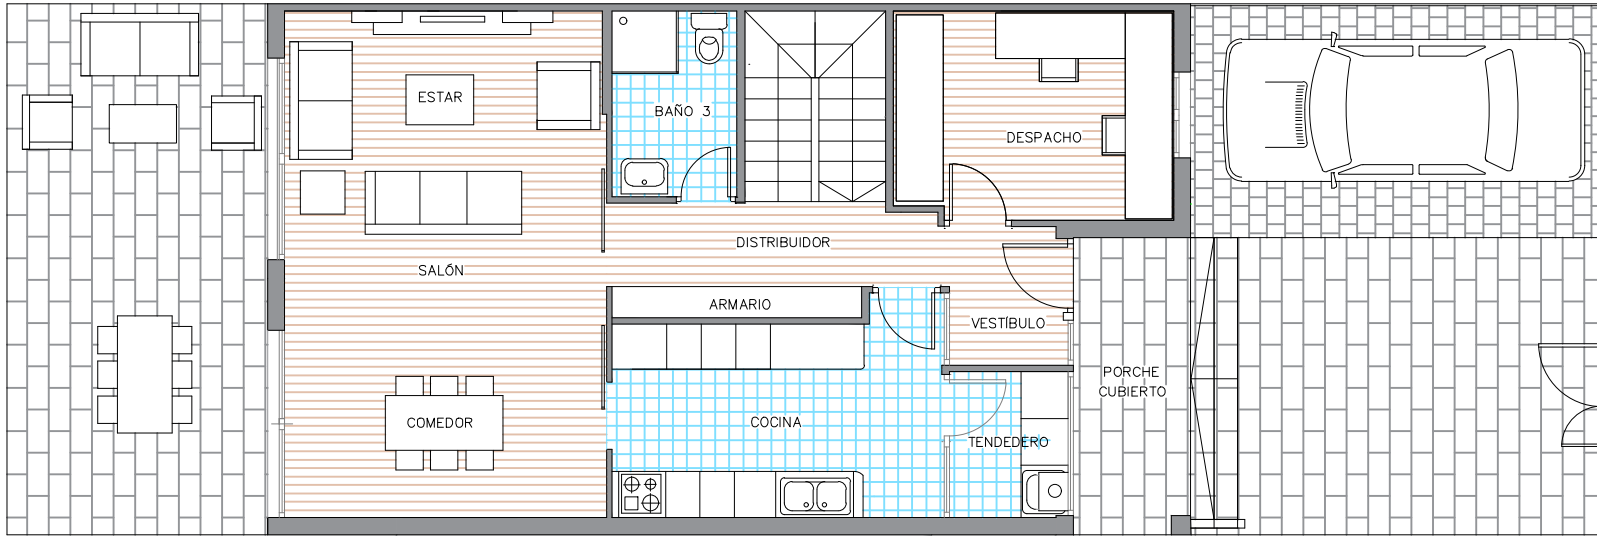 ESTAR
BAÑO 3
DESPACHO
DISTRIBUIDOR
SALÓN
ARMARIO
VESTÍBULO
PORCHE
CUBIERTO
COMEDOR
COCINA
TENDEDERO